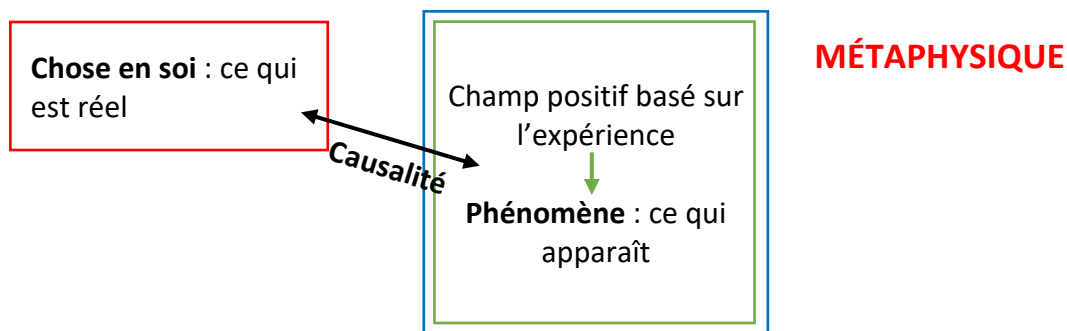 Chose en soi : ce qui
est réel
Causalité
Champ positif basé sur
l’expérience
Phénomène : ce qui
apparaît
MÉTAPHYSIQUE